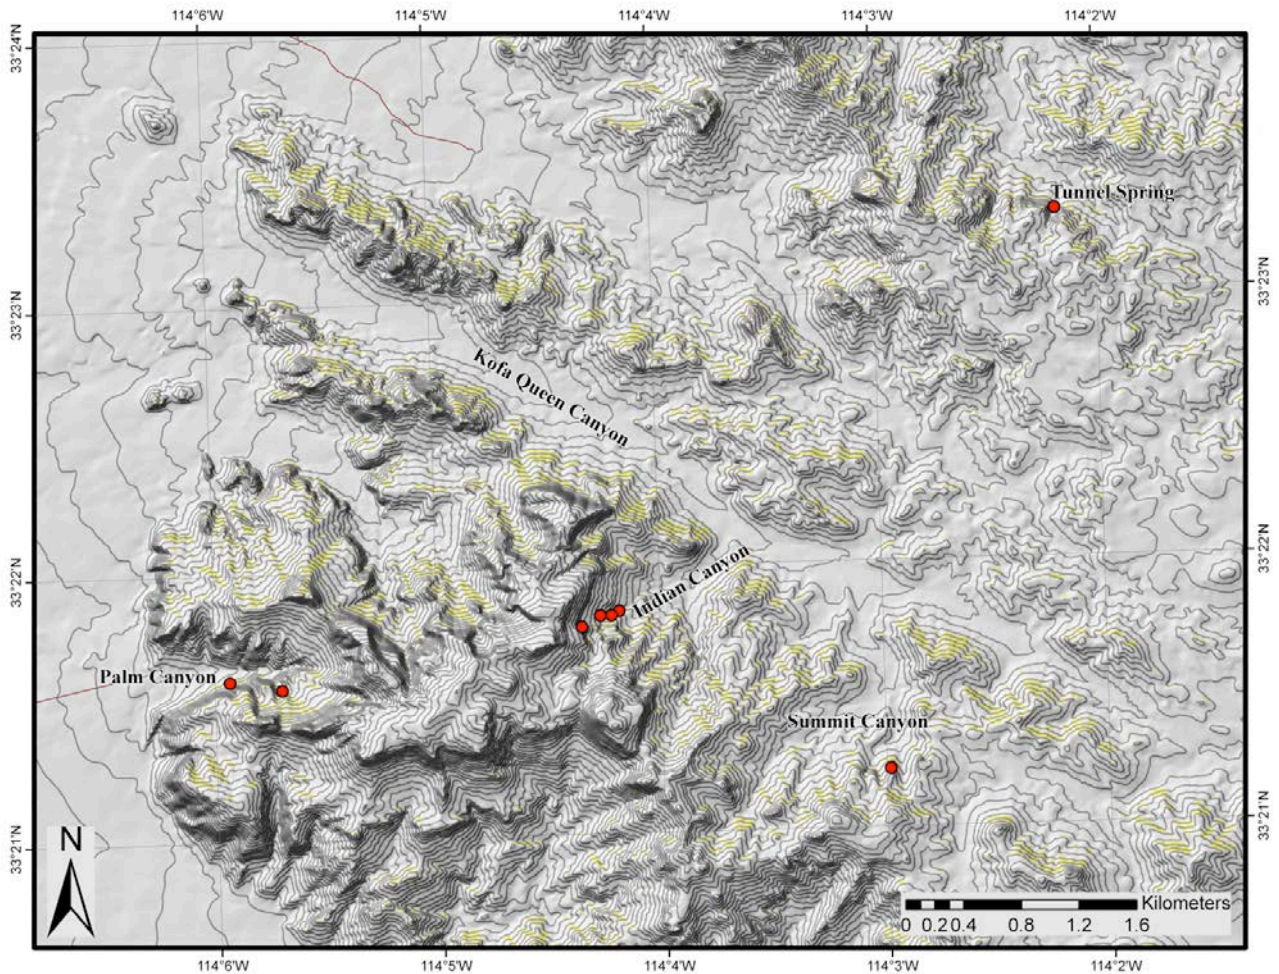 114°6'W 114°5'W 114°4'W 114°3'W 114°2'W
33°24'N
Tunnel Spring
33°23'N
33°23'N
Kofa Queen Canyon
33°22'N
33°22'N
Indian Canyon
Palm Canyon
Summit Canyon
33°21'N
33°21'N
N
Kilometers
0 0.2 0.4 0.8 1.2 1.6
114°6'W 114°5'W 114°4'W 114°3'W 114°2'W